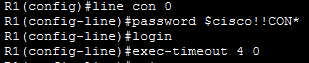 R1(config)#line con 0
R1(config-line)#password $cisco!!CON*
R1(config-line)#login
R1(config-line)#exec-timeout 4 0